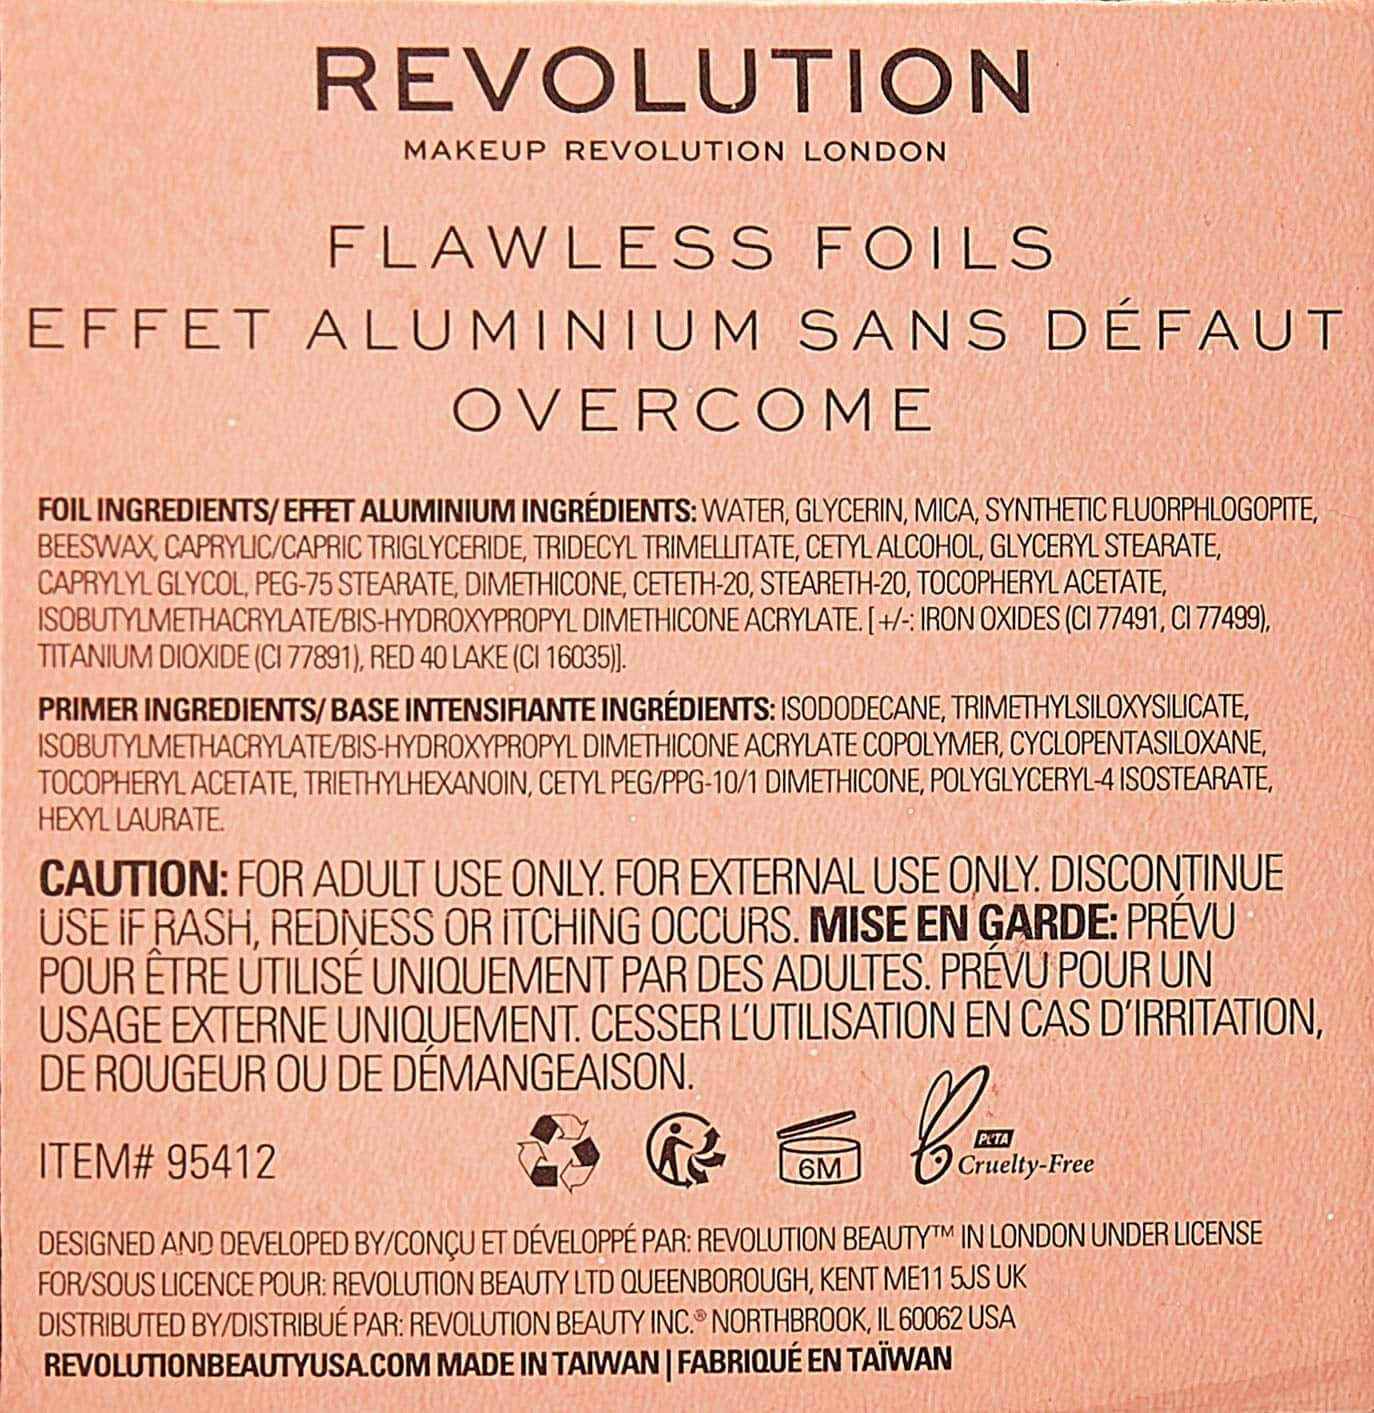 REVOLUTION
MAKEUP REVOLUTION LONDON
FLAWLESS FOILS
EFFET ALUMINIUM SANS DÉFAUT
OVERCOME
FOIL INGREDIENTS/ EFFET ALUMINIUM INGRÉDIENTS: WATER, GLYCERIN, MICA, SYNTHETIC FLUORPHLOGOPITE,
BEESWAX, CAPRYLIC/CAPRIC TRIGLYCERIDE, TRIDECYL TRIMELLITATE, CETYL ALCOHOL, GLYCERYL STEARATE,
CAPRYLYL GLYCOL, PEG-75 STEARATE, DIMETHICONE, CETETH-20, STEARETH-20, TOCOPHERYL ACETATE,
ISOBUTYLMETHACRYLATE/BIS-HYDROXYPROPYL DIMETHICONE ACRYLATE. [ +/-: IRON OXIDES (CI 77491, CI 77499),
TITANIUM DIOXIDE (CI 77891), RED 40 LAKE (CI 16035)].
PRIMER INGREDIENTS/ BASE INTENSIFIANTE INGRÉDIENTS: ISODODECANE, TRIMETHYLSILOXYSILICATE,
ISOBUTYLMETHACRYLATE/BIS-HYDROXYPROPYL DIMETHICONE ACRYLATE COPOLYMER, CYCLOPENTASILOXANE,
TOCOPHERYL ACETATE, TRIETHYLHEXANOIN, CETYL PEG/PPG-10/1 DIMETHICONE, POLYGLYCERYL-4 ISOSTEARATE,
HEXYL LAURATE.
CAUTION: FOR ADULT USE ONLY. FOR EXTERNAL USE ONLY. DISCONTINUE
USE IF RASH, REDNESS OR ITCHING OCCURS. MISE EN GARDE: PRÉVU
POUR ÊTRE UTILISÉ UNIQUEMENT PAR DES ADULTES. PRÉVU POUR UN
USAGE EXTERNE UNIQUEMENT. CESSER L'UTILISATION EN CAS D'IRRITATION,
DE ROUGEUR OU DE DÉMANGEAISON.
ITEM# 95412
6M
PETA
Cruelty-Free
DESIGNED AND DEVELOPED BY/CONÇU ET DÉVELOPPÉ PAR: REVOLUTION BEAUTY™ IN LONDON UNDER LICENSE
FOR/SOUS LICENCE POUR: REVOLUTION BEAUTY LTD QUEENBOROUGH, KENT ME11 5JS UK
DISTRIBUTED BY/DISTRIBUÉ PAR: REVOLUTION BEAUTY INC.® NORTHBROOK, IL 60062 USA
REVOLUTIONBEAUTYUSA.COM MADE IN TAIWAN | FABRIQUÉ EN TAÏWAN